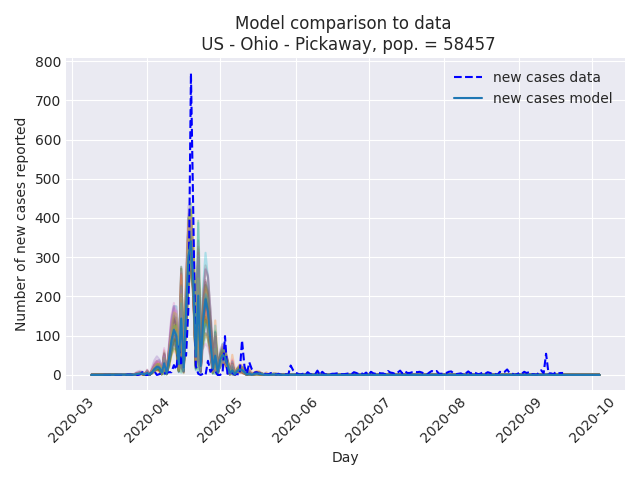 Model comparison to data
US - Ohio - Pickaway, pop. = 58457
new cases data
new cases model
Number of new cases reported
800
700
600
500
400
300
200
100
0
2020-03
2020-04
2020-05
2020-06
2020-07
2020-08
2020-09
2020-10
Day